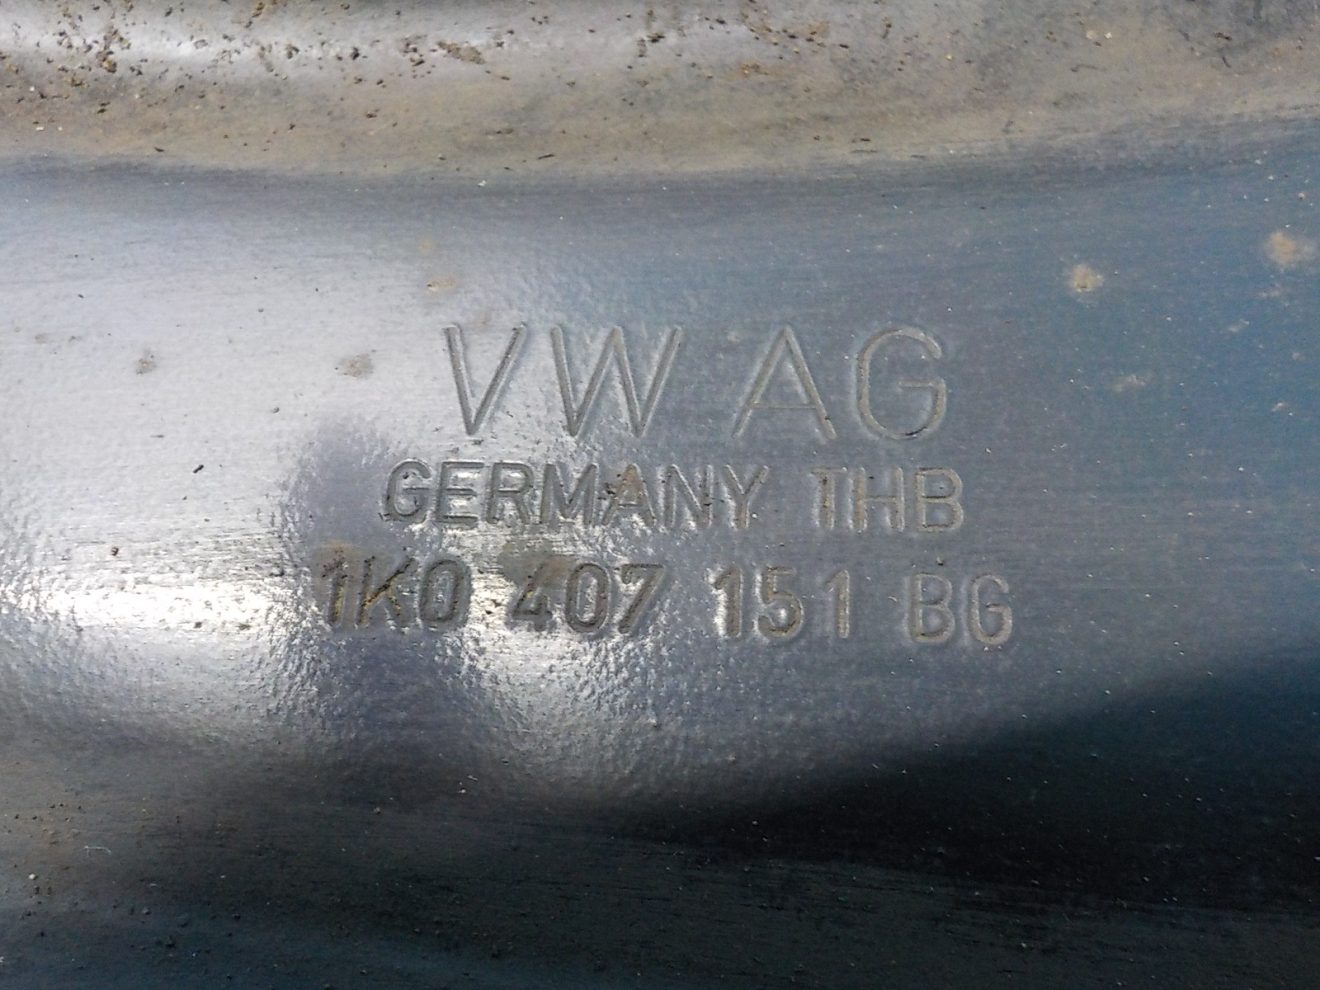 VW AG
GERMANY THB
1K0 407 151 BG